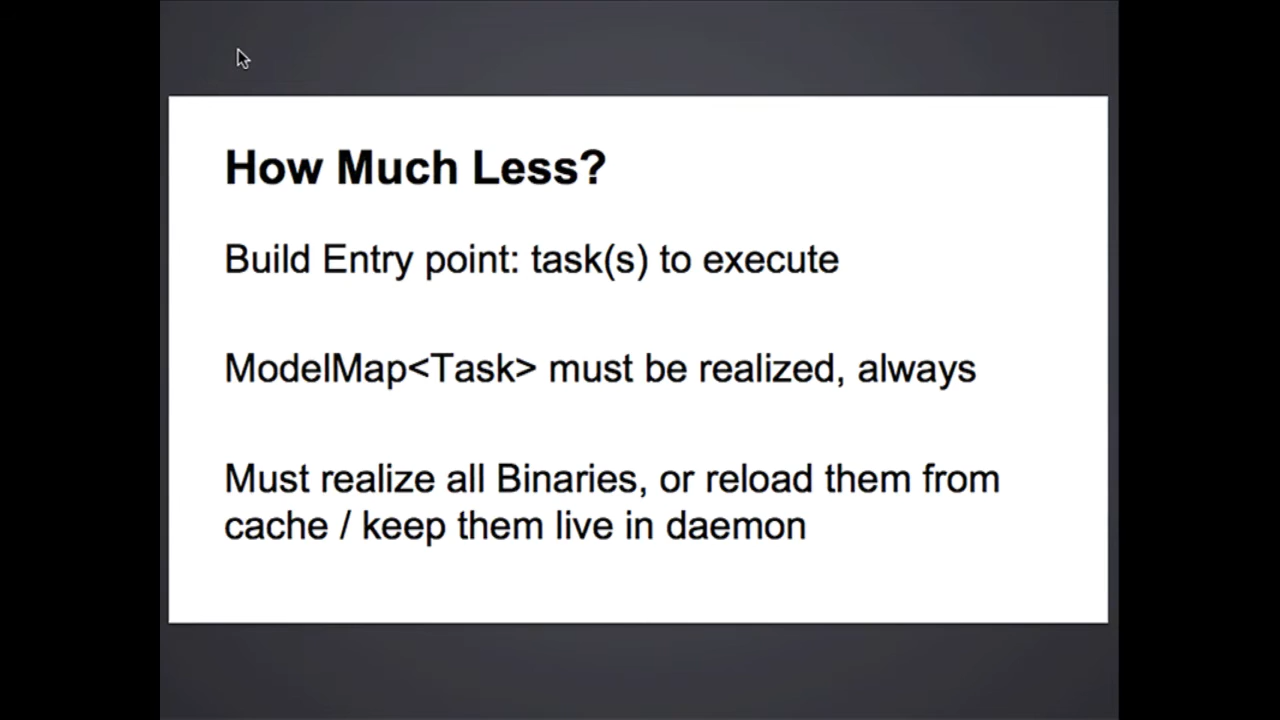 How Much Less?
Build Entry point: task(s) to execute
ModelMap<Task> must be realized, always
Must realize all Binaries, or reload them from
cache / keep them live in daemon